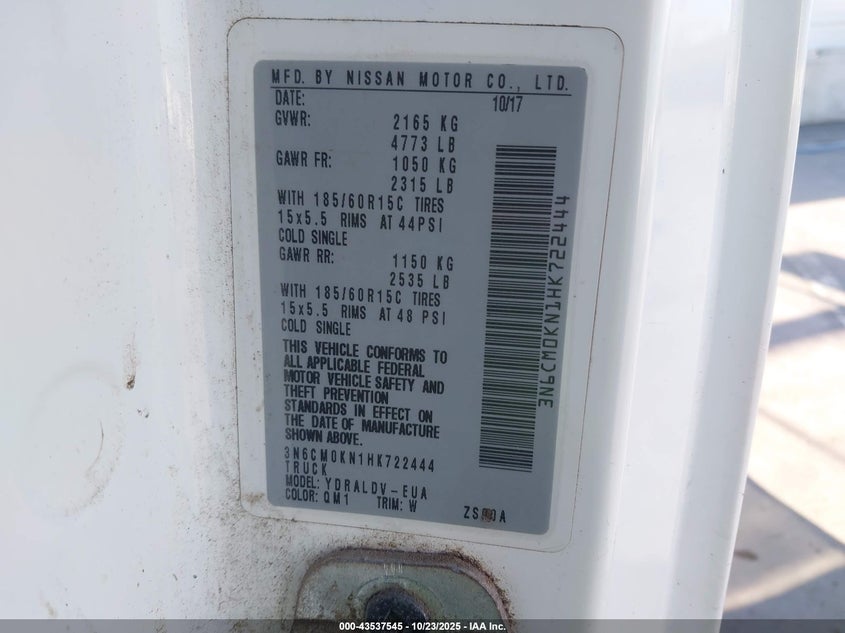 MFD. BY NISSAN MOTOR CO., LTD.
DATE: 10/17
GVWR: 2165 KG
4773 LB
GAWR FR: 1050 KG
2315 LB
WITH 185/60R15C TIRES
15x5.5 RIMS AT 44PSI
COLD SINGLE
GAWR RR: 1150 KG
2535 LB
WITH 185/60R15C TIRES
15x5.5 RIMS AT 48 PSI
COLD SINGLE
THIS VEHICLE CONFORMS TO
ALL APPLICABLE FEDERAL
MOTOR VEHICLE SAFETY AND
THEFT PREVENTION
STANDARDS IN EFFECT ON
THE DATE OF MANUFACTURE
SHOWN ABOVE.
3N6CM0KN1HK722444
TRUCK
MODEL: YDRALDV-EUA
COLOR: QM1 TRIM: W
3N6CM0KN1HK722444
000-43537545 - 10/23/2025 - IAA Inc.